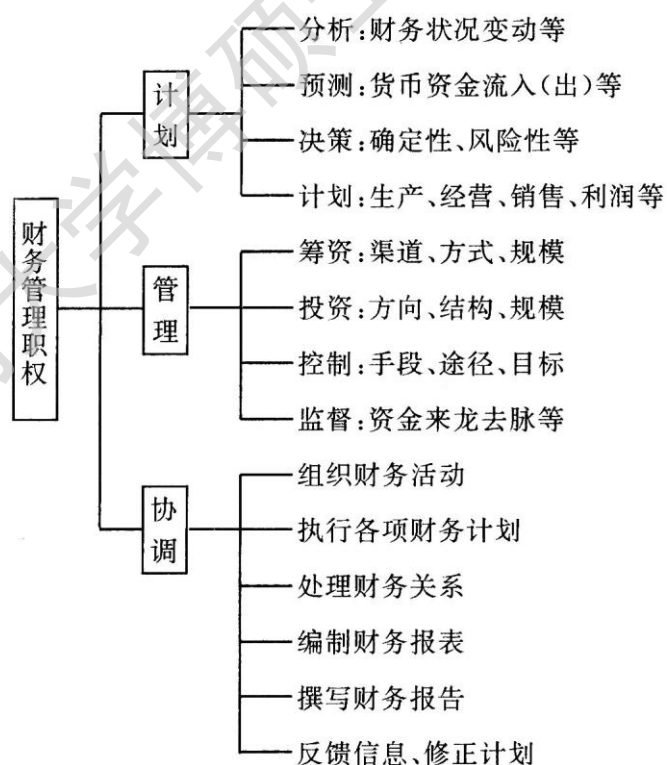 财务管理职权
计划
分析:财务状况变动等
预测:货币资金流入(出)等
决策:确定性、风险性等
计划:生产、经营、销售、利润等
管理
筹资:渠道、方式、规模
投资:方向、结构、规模
控制:手段、途径、目标
监督:资金来龙去脉等
协调
组织财务活动
执行各项财务计划
处理财务关系
编制财务报表
撰写财务报告
反馈信息、修正计划